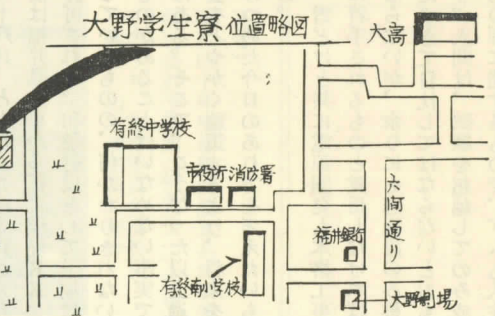 大野学生寮位置略図
大高
有終中学校
市役所 消防署
六間通り
福井銀行
有終南小学校
大野劇場